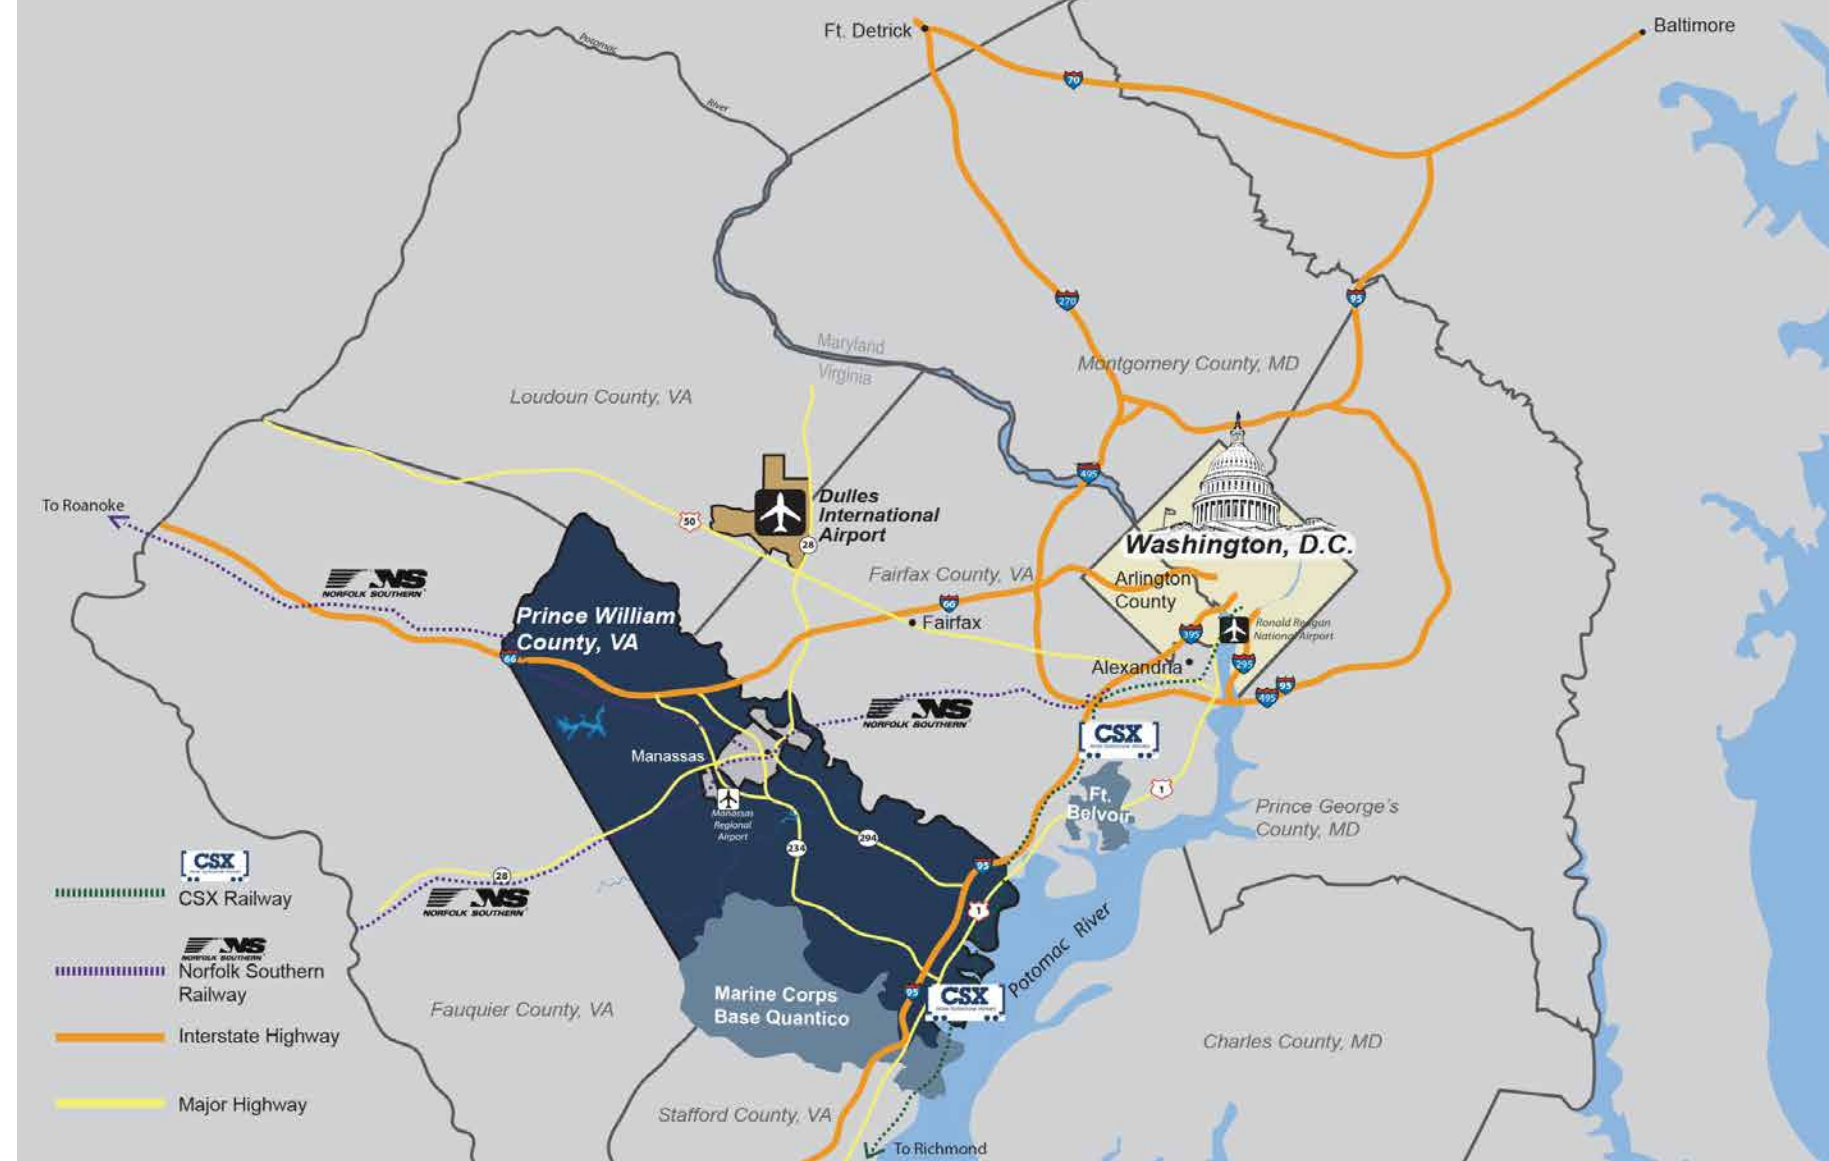 Potomac
River
Ft. Detrick
Baltimore
70
270
95
Maryland
Virginia
Montgomery County, MD
Loudoun County, VA
495
To Roanoke
50
Dulles
International
Airport
28
Washington, D.C.
NS
NORFOLK SOUTHERN
Fairfax County, VA
Arlington
County
66
Fairfax
Prince William
County, VA
66
395
Ronald Reagan
National Airport
Alexandria
295
495
95
NS
NORFOLK SOUTHERN
CSX
Manassas
Manassas
Regional
Airport
Ft.
Belvoir
1
Prince George's
County, MD
234
294
95
28
NS
NORFOLK SOUTHERN
1
Potomac River
CSX
CSX Railway
NS
NORFOLK SOUTHERN
Norfolk Southern
Railway
Marine Corps
Base Quantico
95
CSX
Fauquier County, VA
Interstate Highway
Charles County, MD
Major Highway
Stafford County, VA
To Richmond